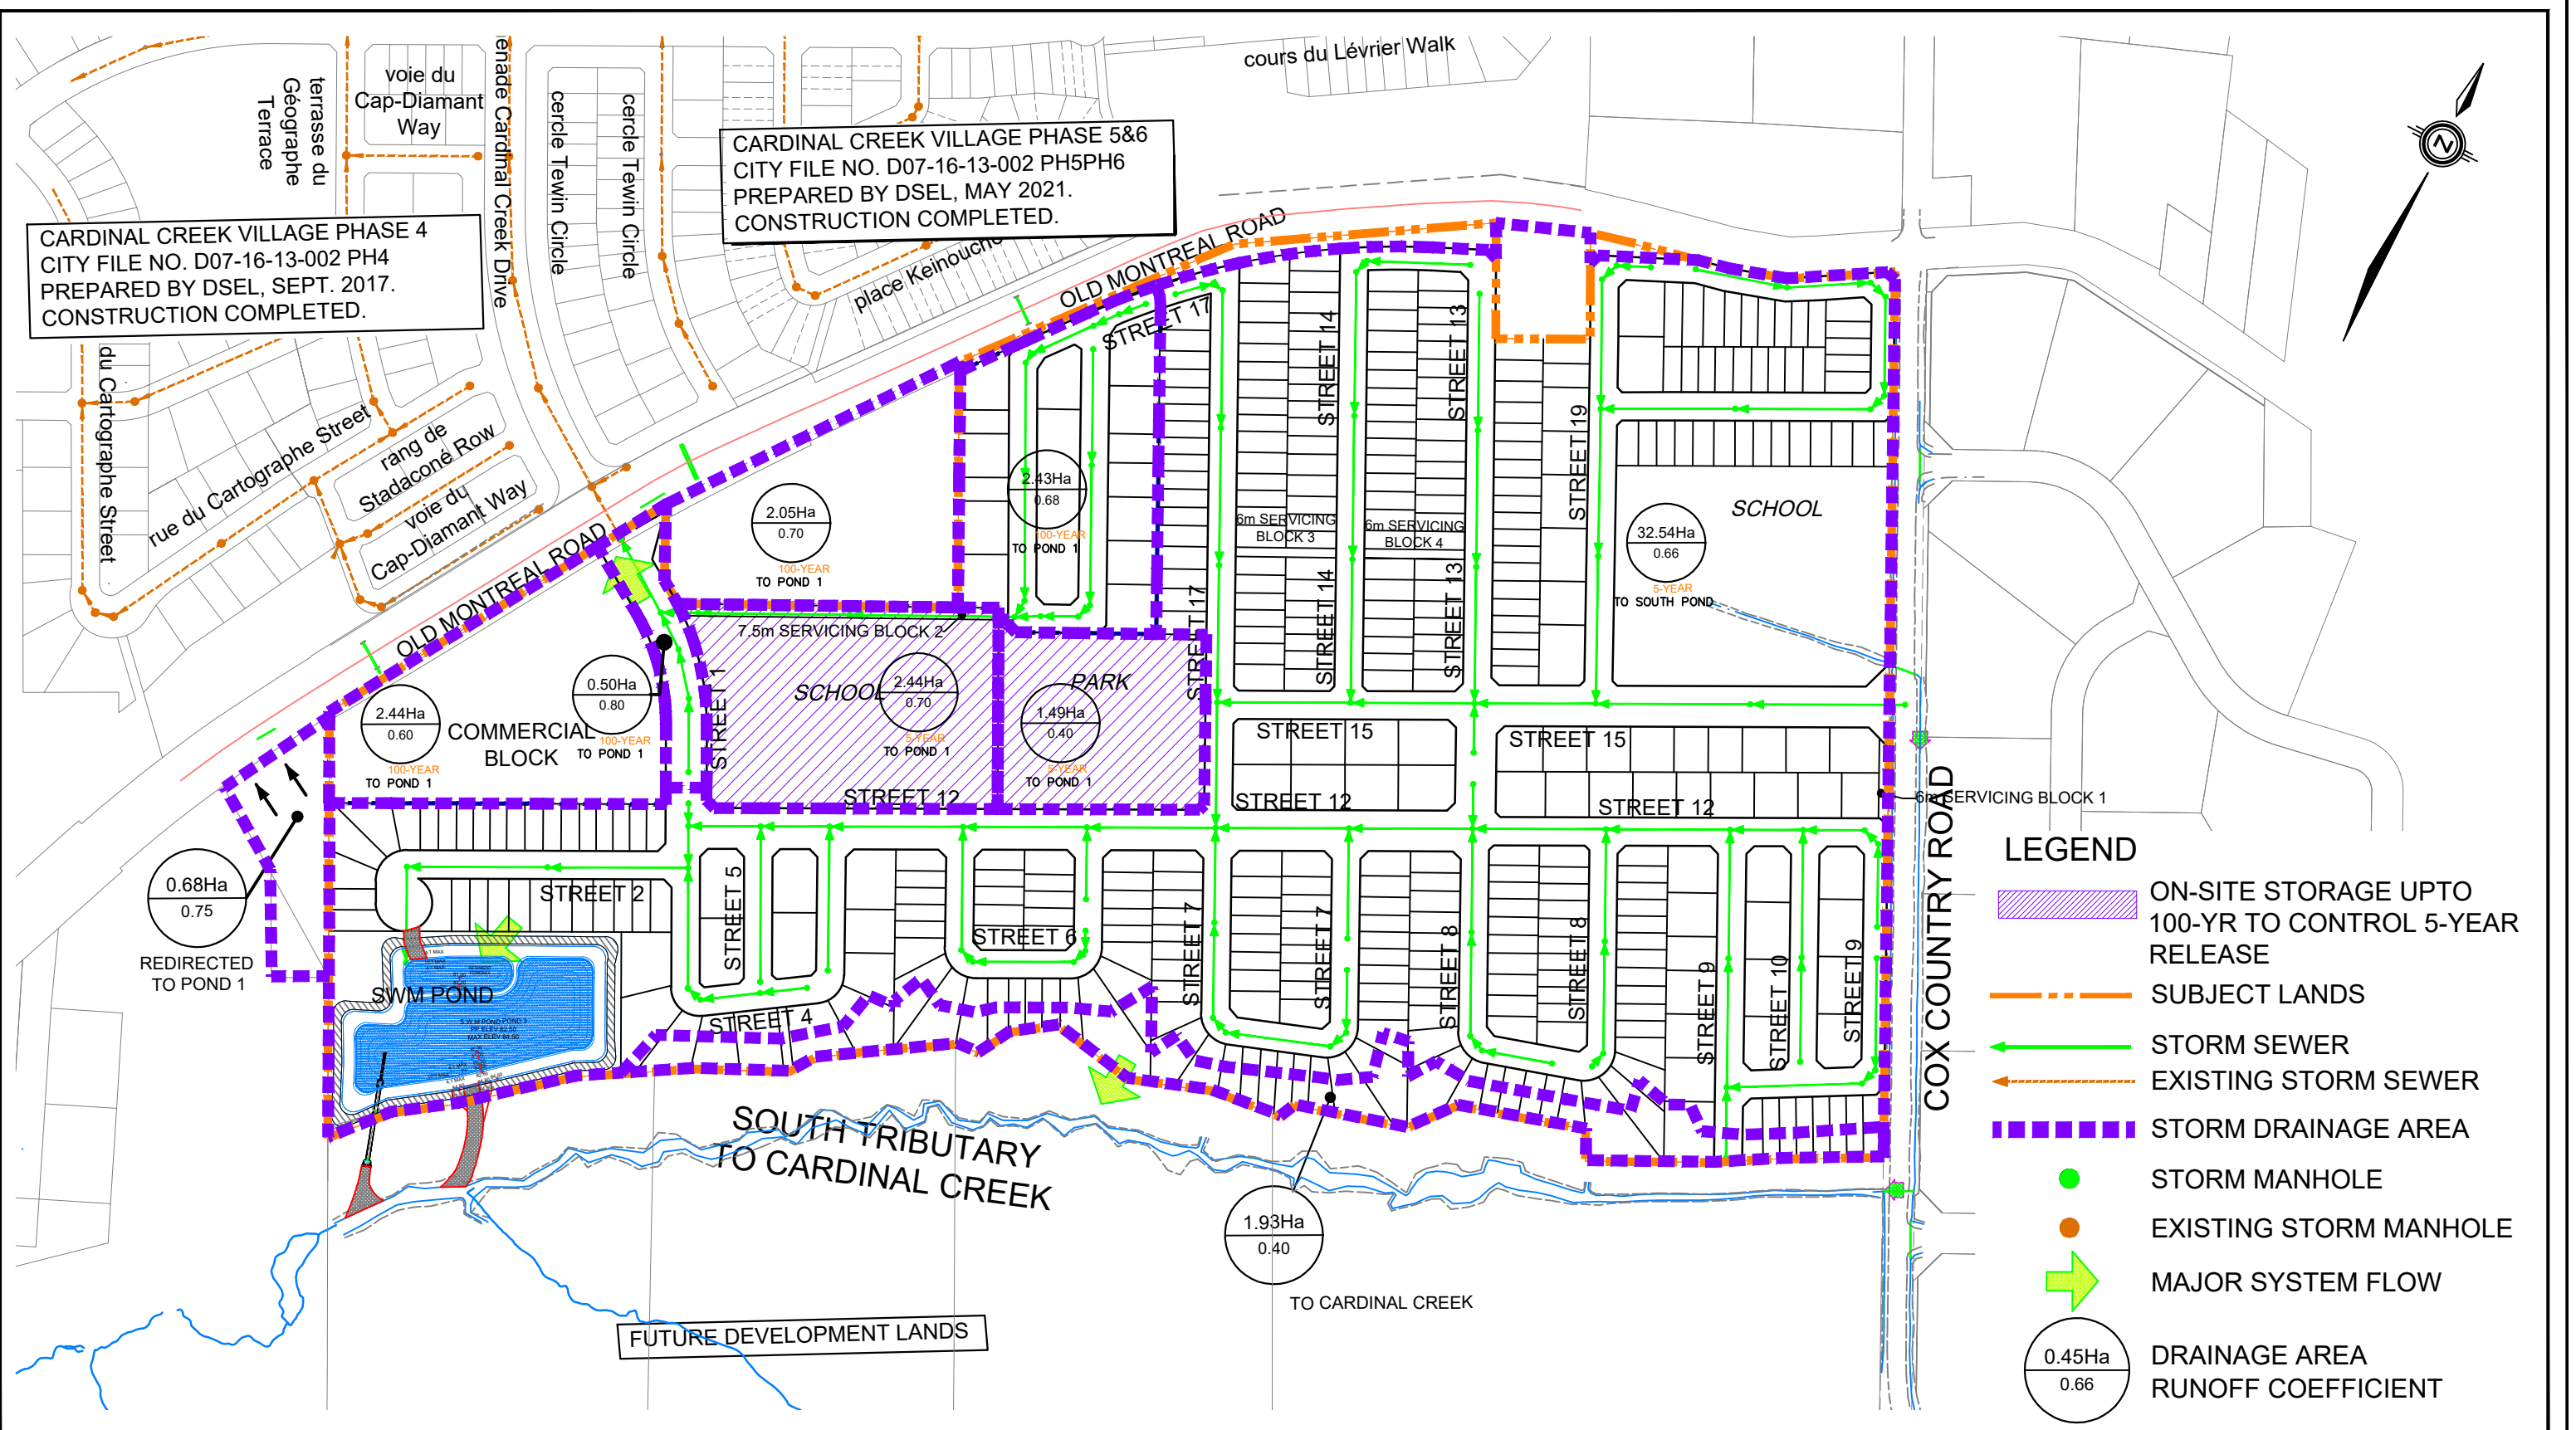 cours du Lévrier Walk
terrasse du
Géographe
Terrace
voie du
Cap-Diamant
Way
enade Cardinal Creek Drive
cercle Tewin Circle
cercle Tewin Circle
CARDINAL CREEK VILLAGE PHASE 5&6
CITY FILE NO. D07-16-13-002 PH5PH6
PREPARED BY DSEL, MAY 2021.
CONSTRUCTION COMPLETED.
CARDINAL CREEK VILLAGE PHASE 4
CITY FILE NO. D07-16-13-002 PH4
PREPARED BY DSEL, SEPT. 2017.
CONSTRUCTION COMPLETED.
N
place Keinouche
OLD MONTREAL ROAD
STREET 17
STREET 14
STREET 13
STREET 19
du Cartographe Street
rue du Cartographe Street
rang de
Stadaconé Row
voie du
Cap-Diamant Way
OLD MONTREAL ROAD
2.05Ha
0.70
100-YEAR
TO POND 1
2.43Ha
0.68
100-YEAR
TO POND 1
6m SERVICING
BLOCK 3
6m SERVICING
BLOCK 4
SCHOOL
32.54Ha
0.66
5-YEAR
TO SOUTH POND
7.5m SERVICING BLOCK 2
STREET 17
STREET 14
STREET 13
2.44Ha
0.60
100-YEAR
TO POND 1
COMMERCIAL
BLOCK
0.50Ha
0.80
100-YEAR
TO POND 1
STREET 1
SCHOOL
2.44Ha
0.70
5-YEAR
TO POND 1
PARK
1.49Ha
0.40
5-YEAR
TO POND 1
STREET 12
STREET 15
STREET 15
STREET 12
STREET 12
6m SERVICING BLOCK 1
COX COUNTRY ROAD
0.68Ha
0.75
REDIRECTED
TO POND 1
STREET 2
STREET 5
STREET 6
STREET 7
STREET 7
STREET 8
STREET 8
STREET 9
STREET 10
STREET 9
SWM POND
STREET 4
SOUTH TRIBUTARY
TO CARDINAL CREEK
1.93Ha
0.40
TO CARDINAL CREEK
FUTURE DEVELOPMENT LANDS
LEGEND
ON-SITE STORAGE UPTO
100-YR TO CONTROL 5-YEAR
RELEASE
SUBJECT LANDS
STORM SEWER
EXISTING STORM SEWER
STORM DRAINAGE AREA
STORM MANHOLE
EXISTING STORM MANHOLE
MAJOR SYSTEM FLOW
0.45Ha
0.66
DRAINAGE AREA
RUNOFF COEFFICIENT